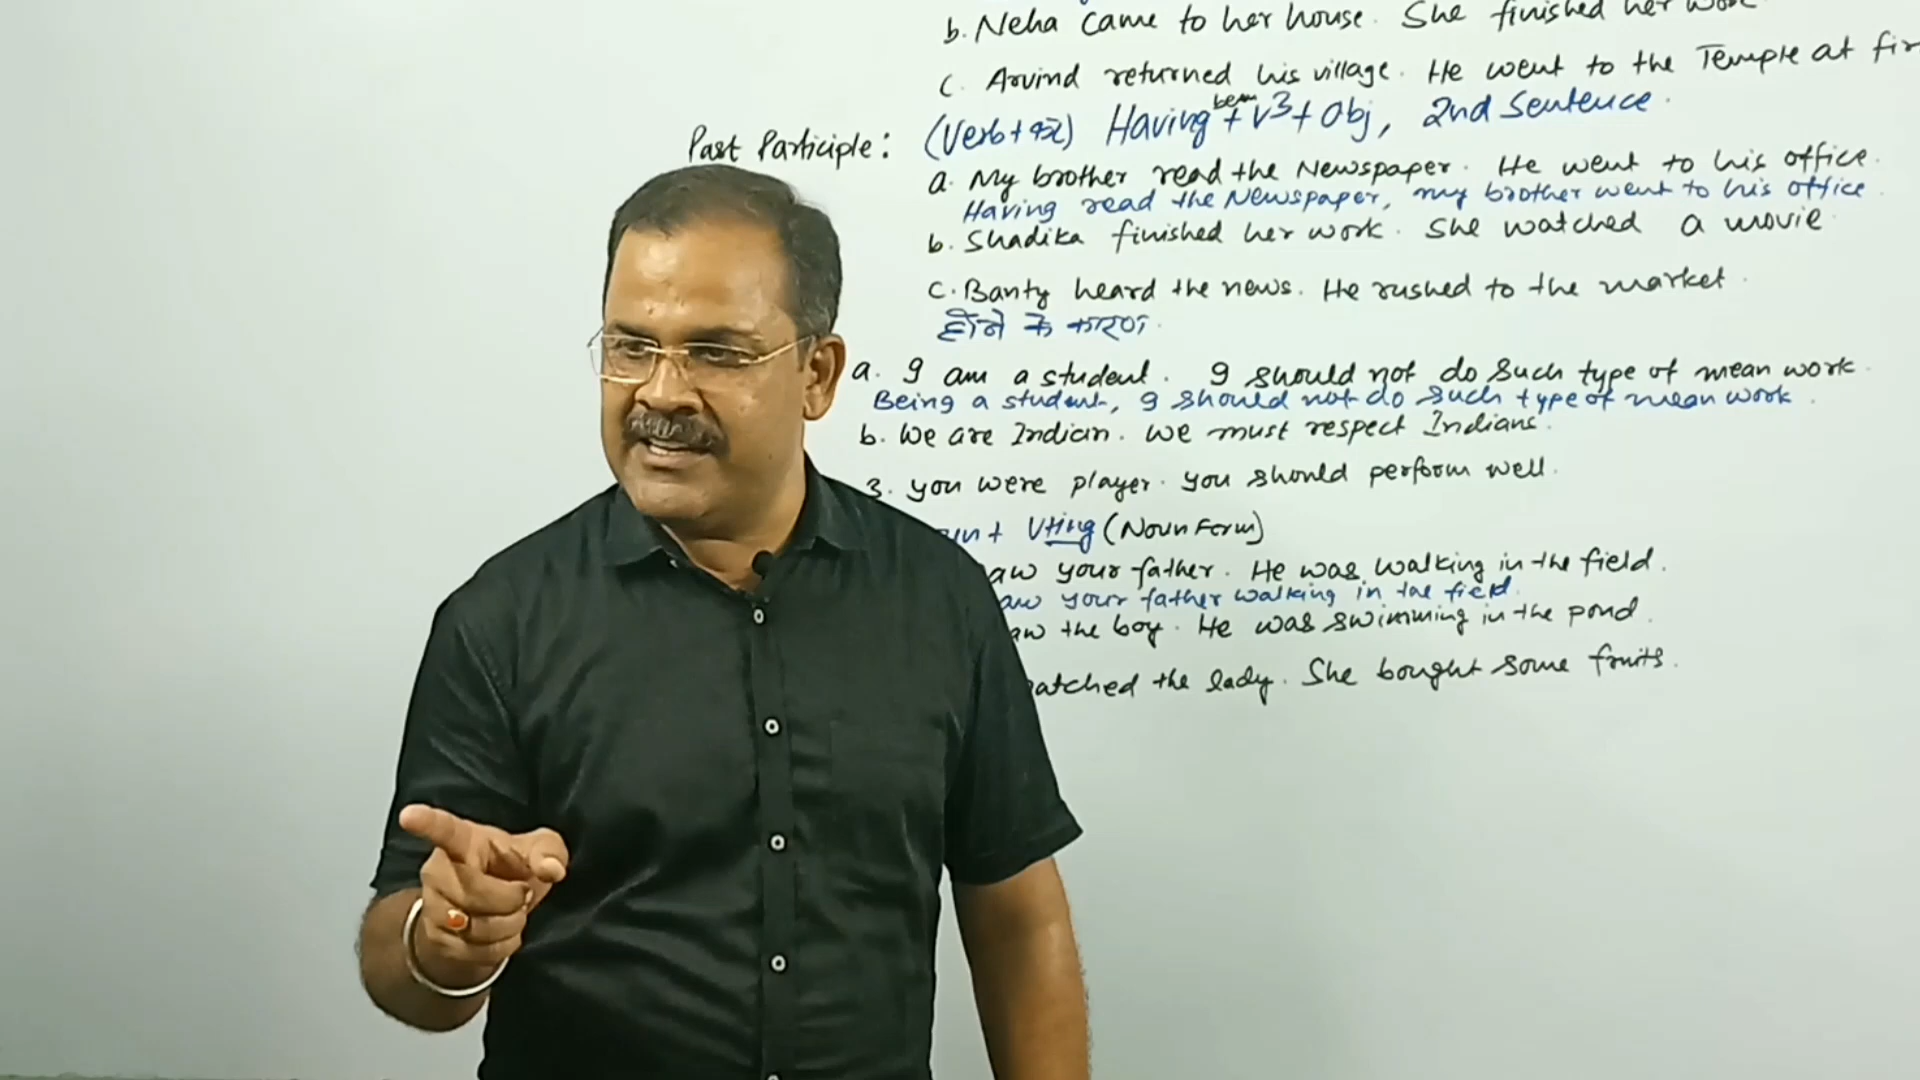 b. Neha came to her house. She finished her work
c. Arvind returned his village. He went to the Temple at
Past Participle: (Verb+कर) Having + been V3 + Obj, 2nd Sentence.
a. My brother read the Newspaper. He went to his office.
Having read the Newspaper, my brother went to his office.
b. Shadika finished her work. She watched a movie.
c. Banty heard the news. He rushed to the market.
होने के कारण.
a. I am a student. I should not do such type of mean work.
Being a student, I should not do such type of mean work.
b. We are Indian. We must respect Indians.
3. you were player. you should perform well.
+ V+ing (Noun Form)
your father. He was walking in the field.
your father walking in the field.
the boy. He was swimming in the pond.
the lady. She bought some fruits.